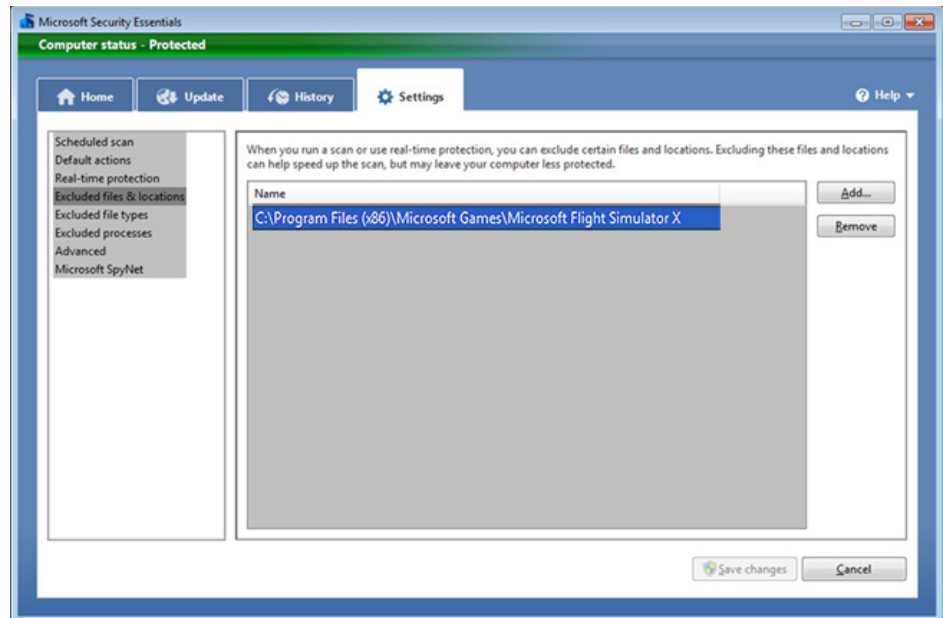 Microsoft Security Essentials
Computer status - Protected
Home
Update
History
Settings
Help
Scheduled scan
Default actions
Real-time protection
Excluded files & locations
Excluded file types
Excluded processes
Advanced
Microsoft SpyNet
When you run a scan or use real-time protection, you can exclude certain files and locations. Excluding these files and locations
can help speed up the scan, but may leave your computer less protected.
Name
C:\Program Files (x86)\Microsoft Games\Microsoft Flight Simulator X
Add...
Remove
Save changes
Cancel